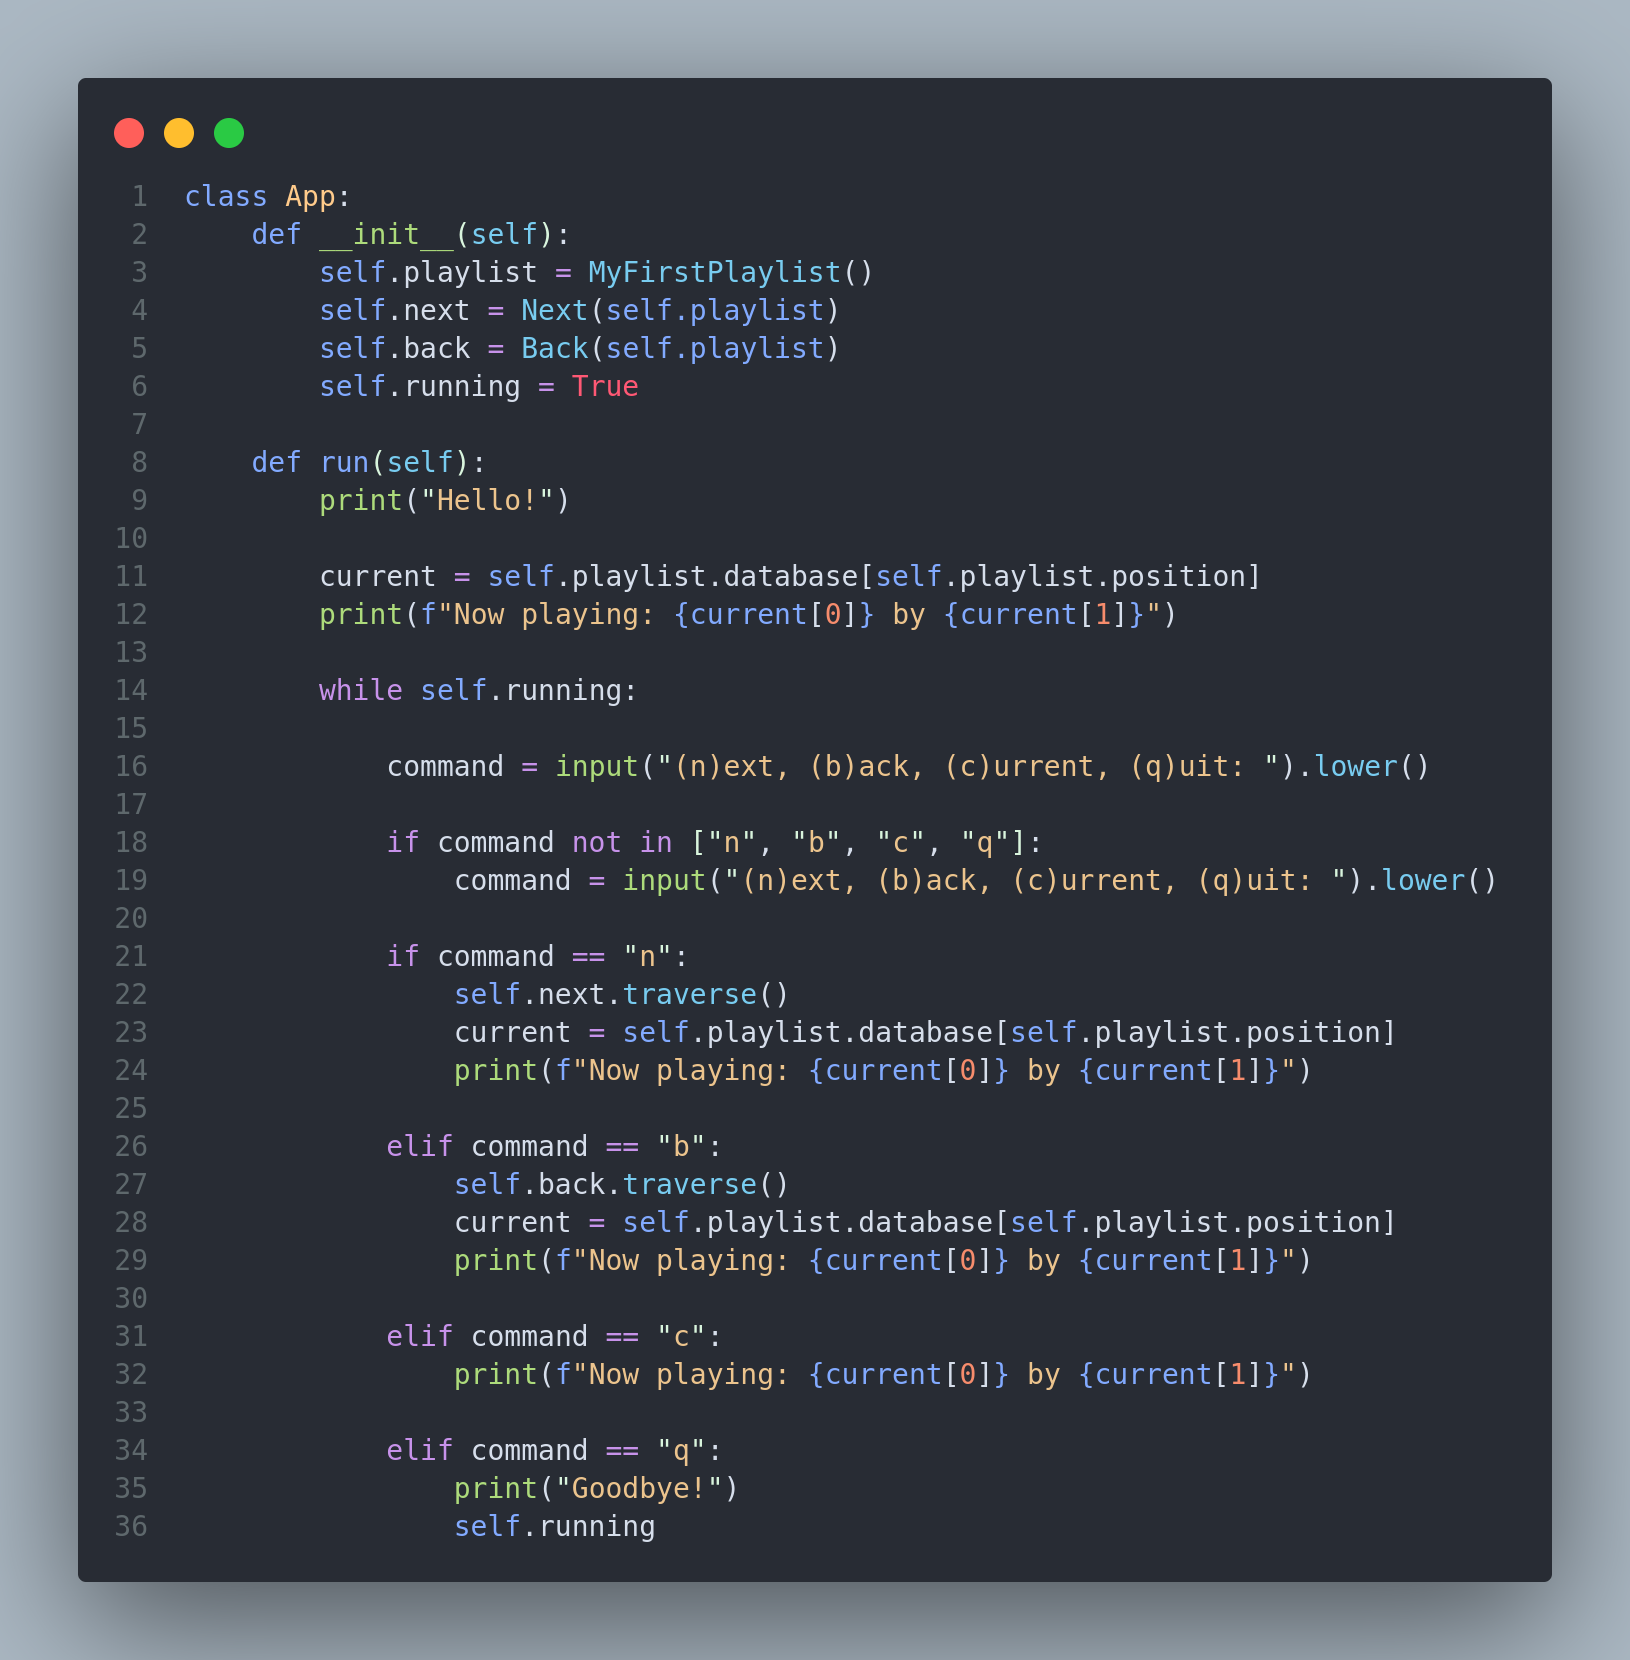 1 class App:
2     def __init__(self):
3         self.playlist = MyFirstPlaylist()
4         self.next = Next(self.playlist)
5         self.back = Back(self.playlist)
6         self.running = True
7
8     def run(self):
9         print("Hello!")
10
11         current = self.playlist.database[self.playlist.position]
12         print(f"Now playing: {current[0]} by {current[1]}")
13
14         while self.running:
15
16             command = input("(n)ext, (b)ack, (c)urrent, (q)uit: ").lower()
17
18             if command not in ["n", "b", "c", "q"]:
19                 command = input("(n)ext, (b)ack, (c)urrent, (q)uit: ").lower()
20
21             if command == "n":
22                 self.next.traverse()
23                 current = self.playlist.database[self.playlist.position]
24                 print(f"Now playing: {current[0]} by {current[1]}")
25
26             elif command == "b":
27                 self.back.traverse()
28                 current = self.playlist.database[self.playlist.position]
29                 print(f"Now playing: {current[0]} by {current[1]}")
30
31             elif command == "c":
32                 print(f"Now playing: {current[0]} by {current[1]}")
33
34             elif command == "q":
35                 print("Goodbye!")
36                 self.running